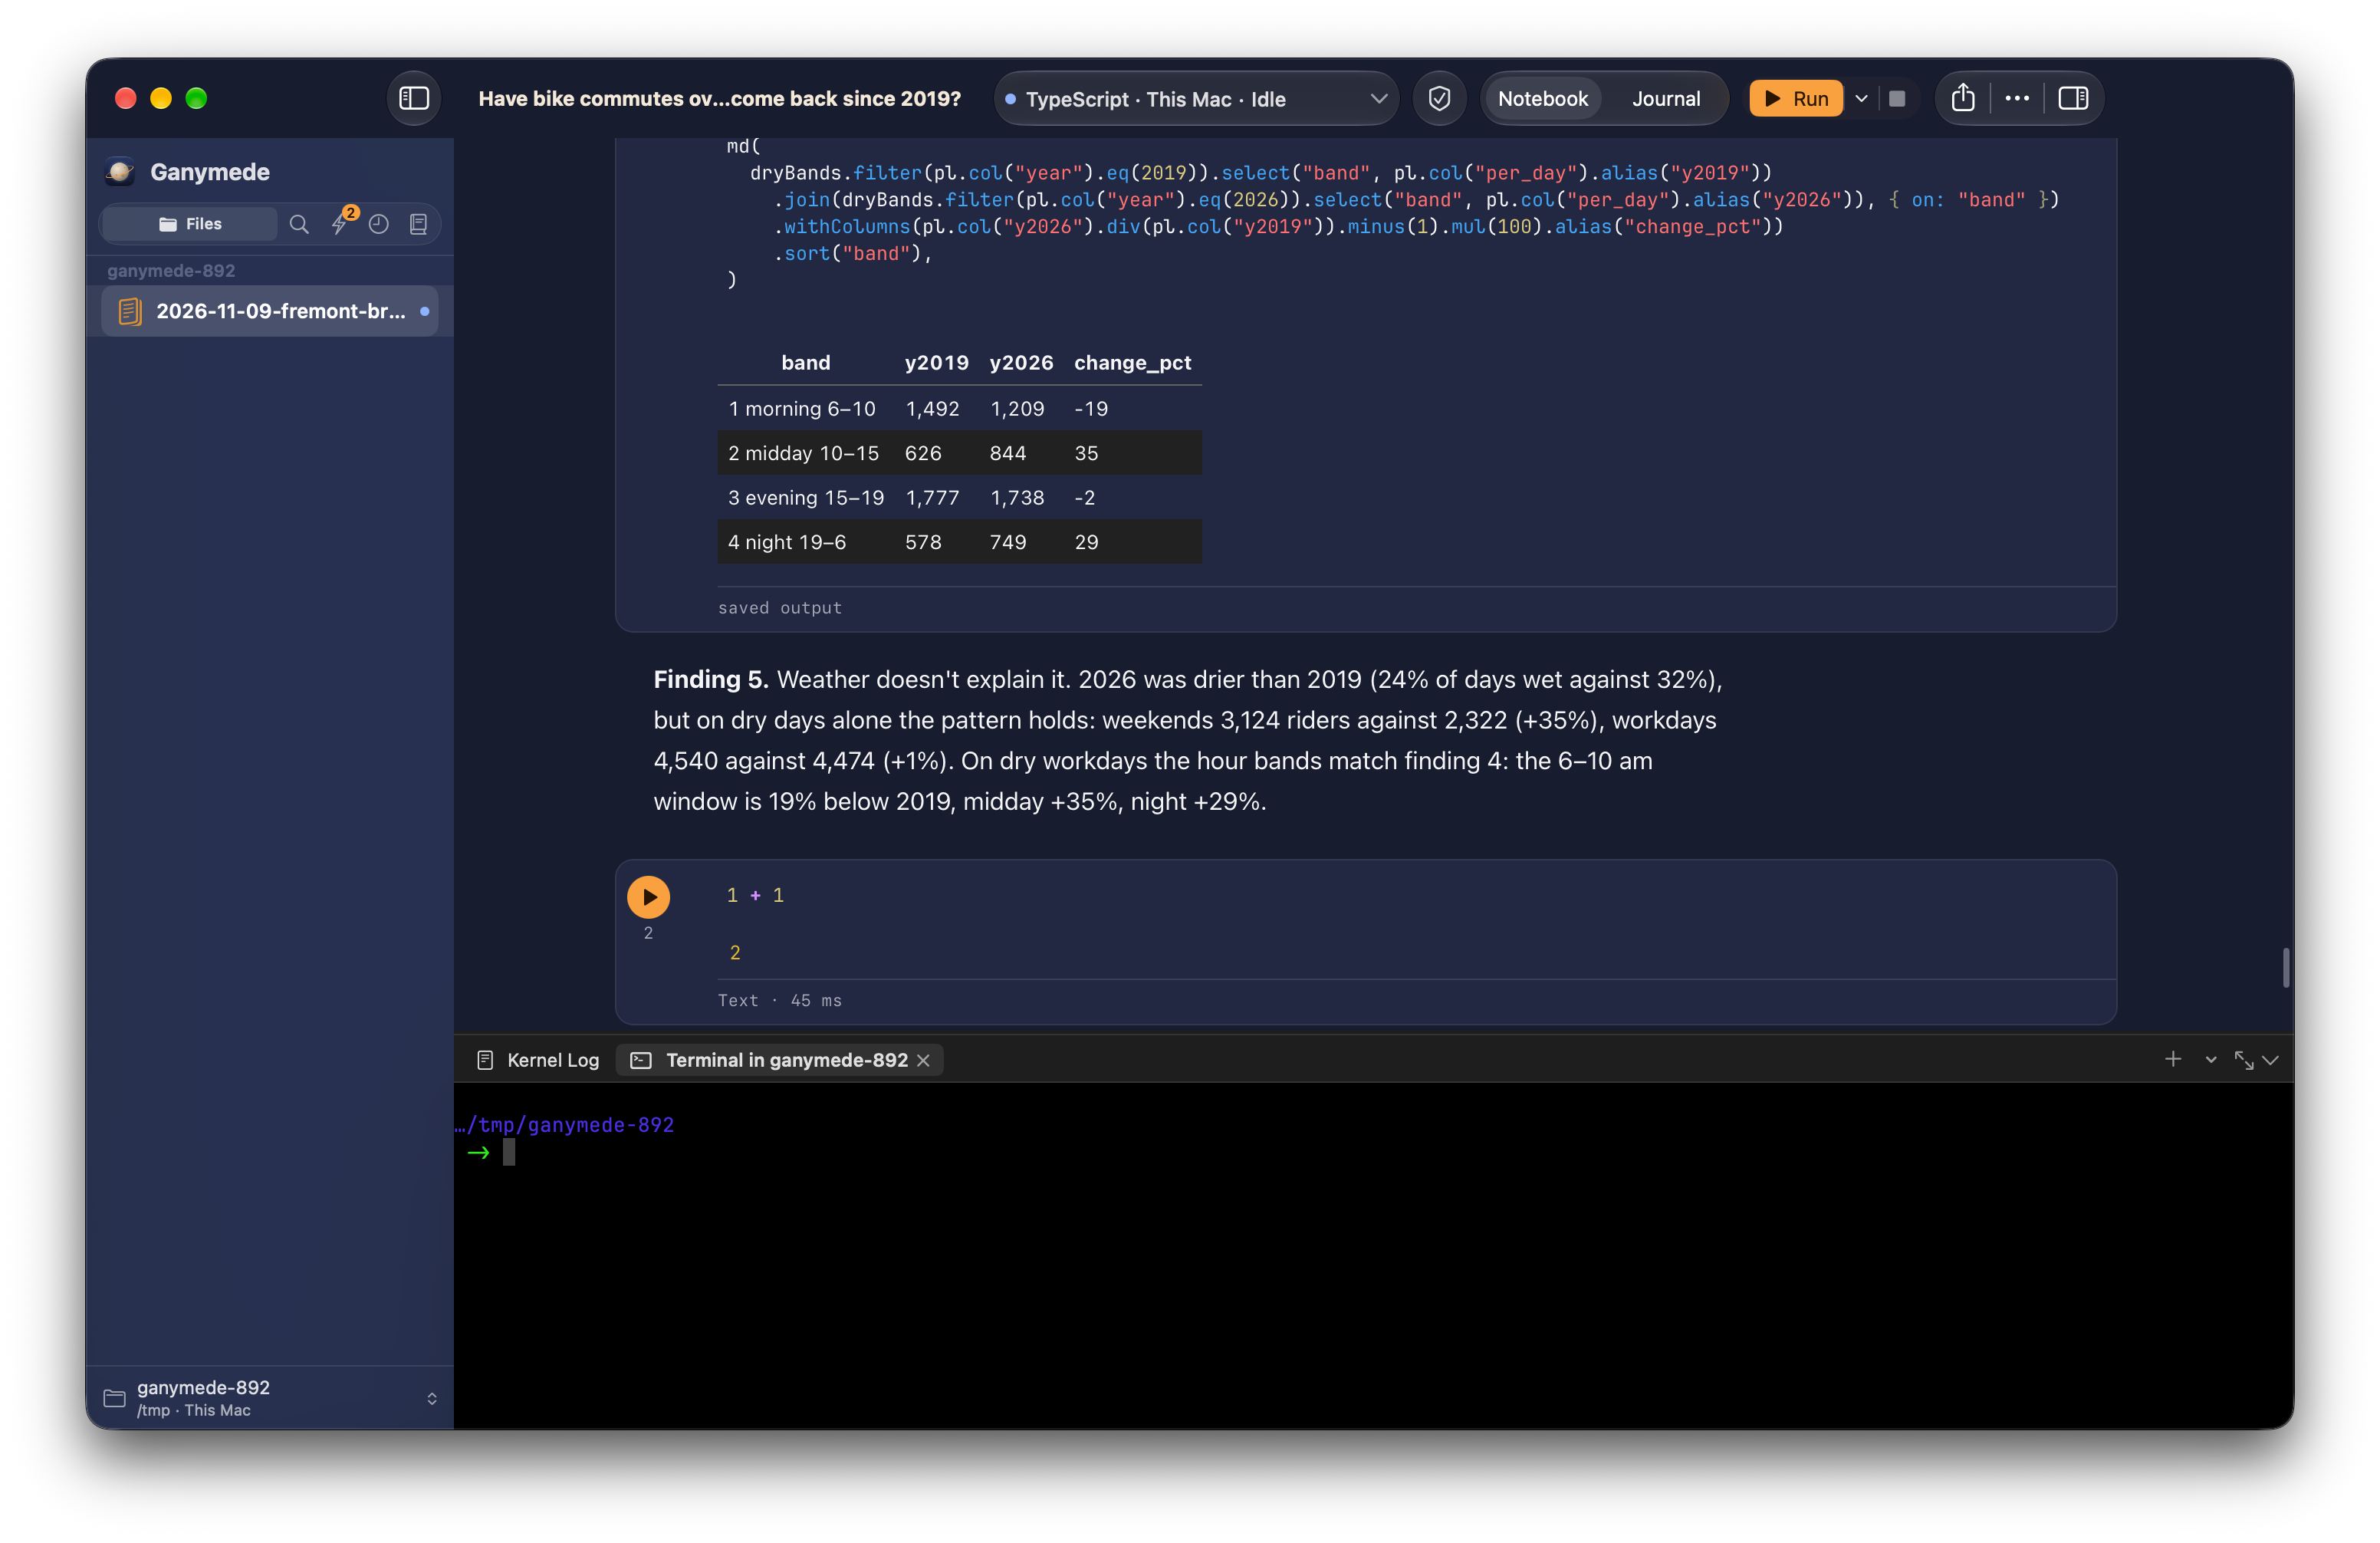 Have bike commutes ov...come back since 2019?
TypeScript · This Mac · Idle
Notebook
Journal
Run
Ganymede
Files
2
ganymede-892
2026-11-09-fremont-br...
md(
dryBands.filter(pl.col("year").eq(2019)).select("band", pl.col("per_day").alias("y2019"))
.join(dryBands.filter(pl.col("year").eq(2026)).select("band", pl.col("per_day").alias("y2026")), { on: "band" })
.withColumns(pl.col("y2026").div(pl.col("y2019")).minus(1).mul(100).alias("change_pct"))
.sort("band"),
)
band y2019 y2026 change_pct
1 morning 6–10 1,492 1,209 -19
2 midday 10–15 626 844 35
3 evening 15–19 1,777 1,738 -2
4 night 19–6 578 749 29
saved output
Finding 5. Weather doesn't explain it. 2026 was drier than 2019 (24% of days wet against 32%),
but on dry days alone the pattern holds: weekends 3,124 riders against 2,322 (+35%), workdays
4,540 against 4,474 (+1%). On dry workdays the hour bands match finding 4: the 6–10 am
window is 19% below 2019, midday +35%, night +29%.
1 + 1
2
2
Text · 45 ms
Kernel Log
Terminal in ganymede-892
…/tmp/ganymede-892
→
ganymede-892
/tmp · This Mac